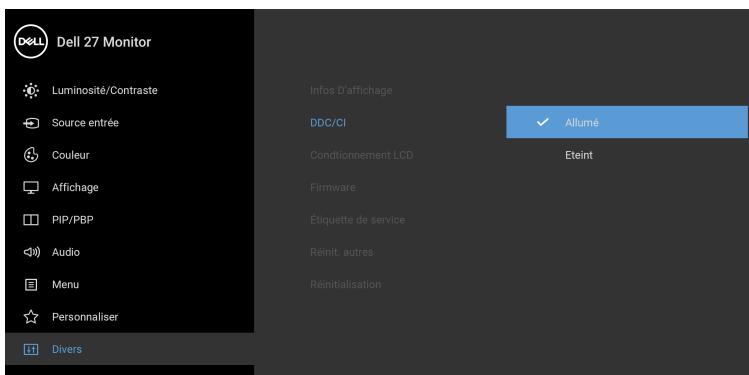 DELL
Dell 27 Monitor
Luminosité/Contraste
Source entrée
Couleur
Affichage
PIP/PBP
Audio
Menu
Personnaliser
Divers
Infos D'affichage
DDC/CI
Condtionnement LCD
Firmware
Étiquette de service
Réinit. autres
Réinitialisation
Allumé
Eteint